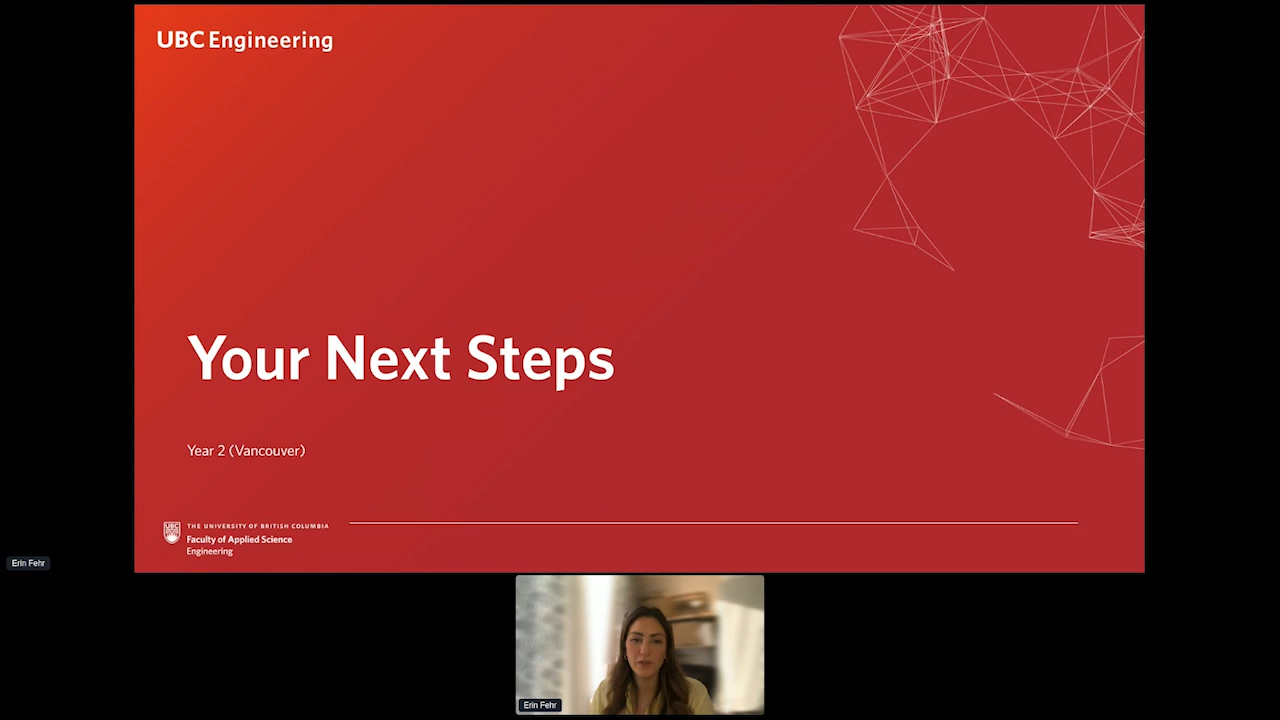 UBC Engineering
Your Next Steps
Year 2 (Vancouver)
UBC
THE UNIVERSITY OF BRITISH COLUMBIA
Faculty of Applied Science
Engineering
Erin Fehr
Erin Fehr